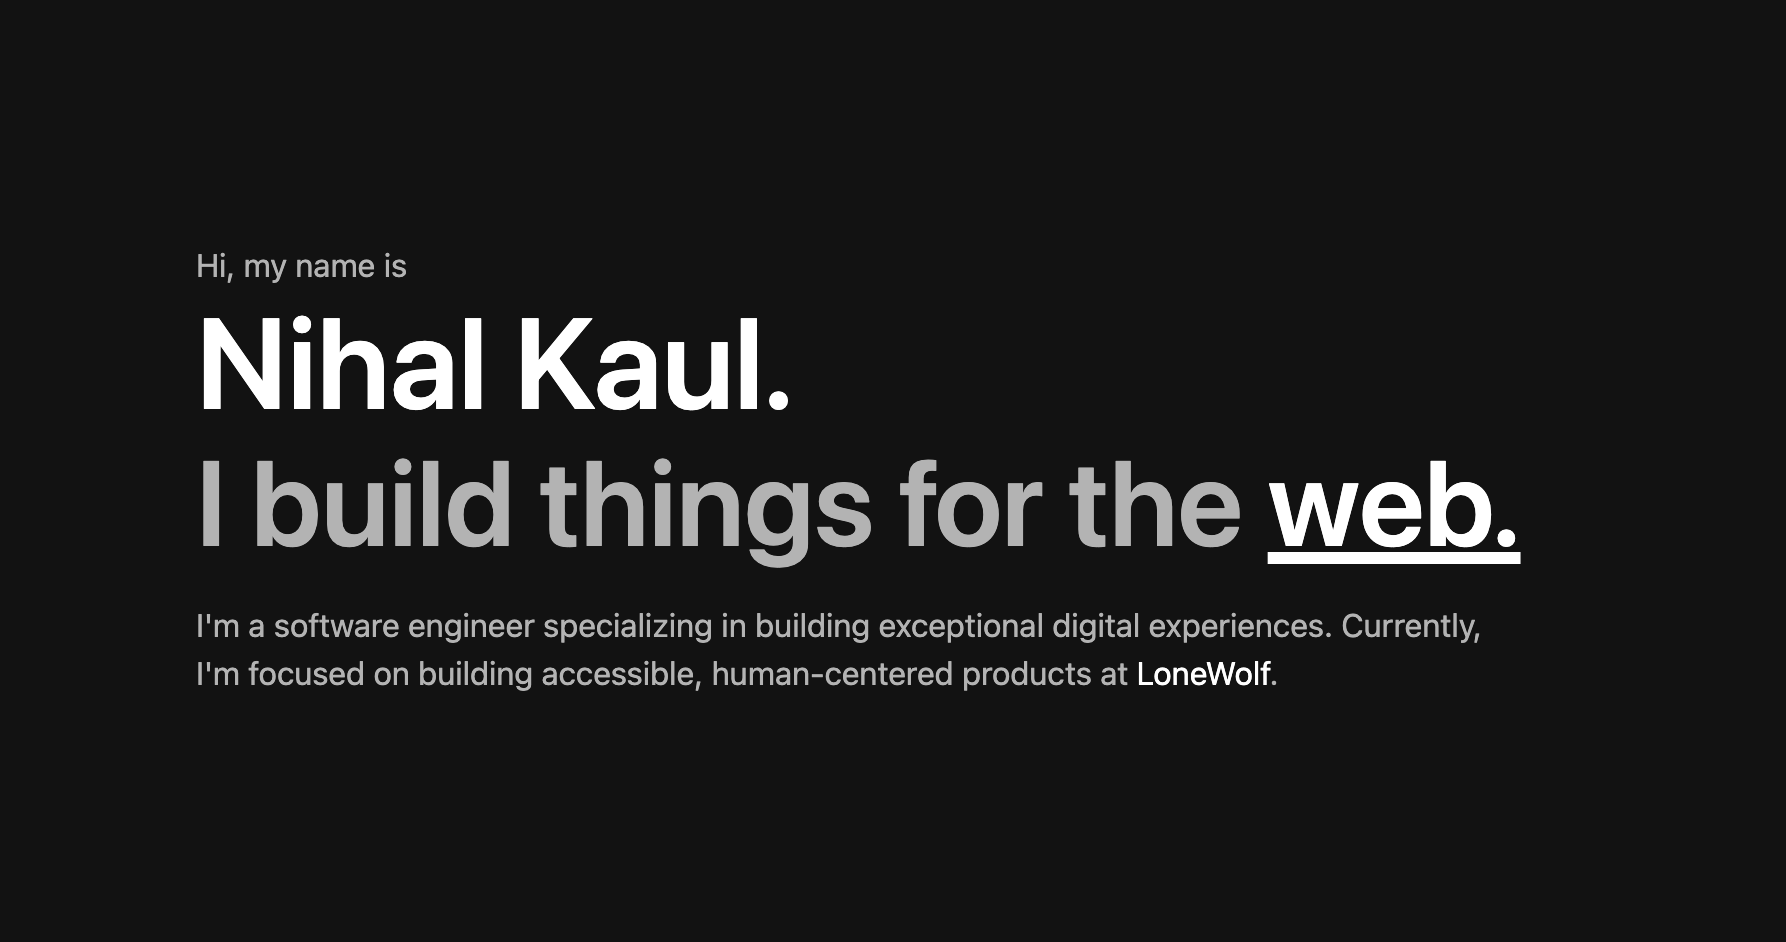 Hi, my name is
Nihal Kaul.
I build things for the web.
I'm a software engineer specializing in building exceptional digital experiences. Currently,
I'm focused on building accessible, human-centered products at LoneWolf.